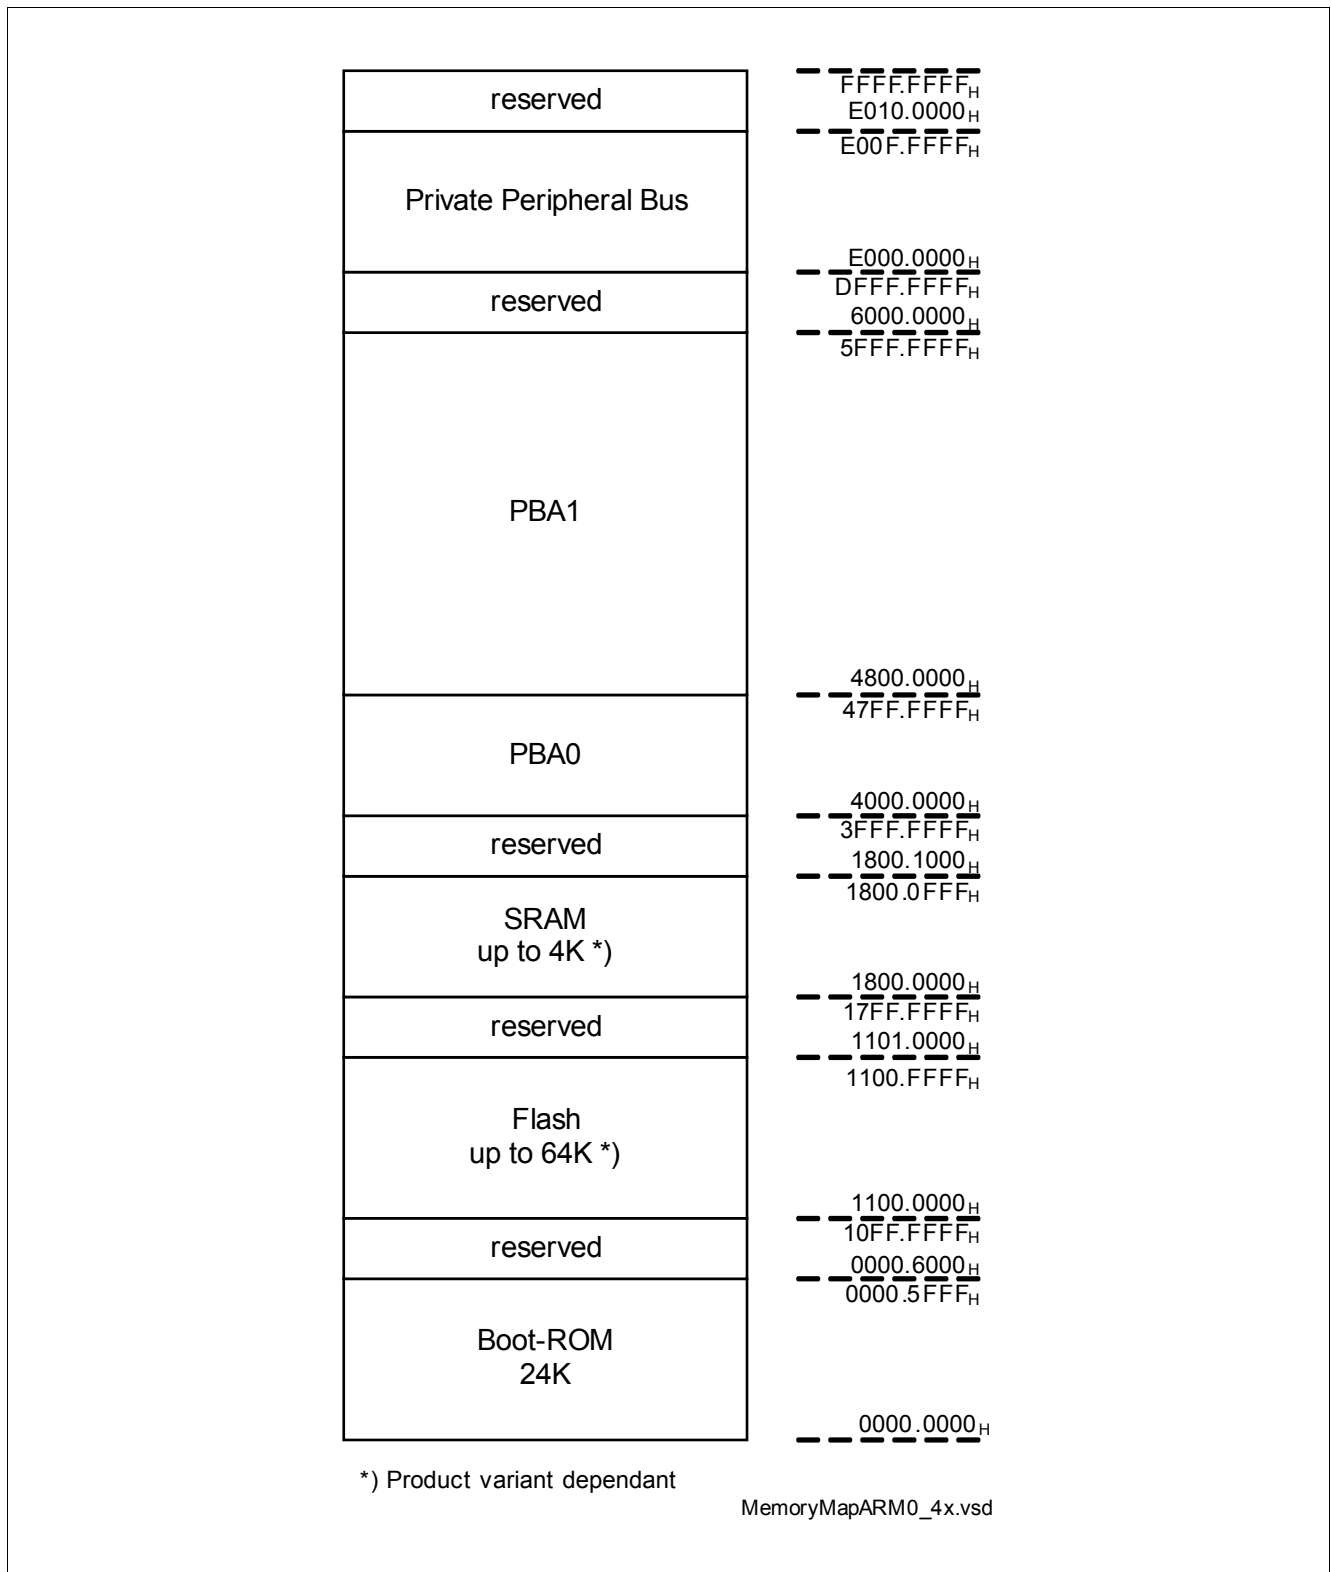 reserved
FFFF.FFFFH
E010.0000H
E00F.FFFFH
Private Peripheral Bus
E000.0000H
DFFF.FFFFH
reserved
6000.0000H
5FFF.FFFFH
PBA1
4800.0000H
47FF.FFFFH
PBA0
4000.0000H
3FFF.FFFFH
reserved
1800.1000H
1800.0FFFH
SRAM
up to 4K *)
1800.0000H
17FF.FFFFH
reserved
1101.0000H
1100.FFFFH
Flash
up to 64K *)
1100.0000H
10FF.FFFFH
reserved
0000.6000H
0000.5FFFH
Boot-ROM
24K
0000.0000H
*) Product variant dependant
MemoryMapARM0_4x.vsd